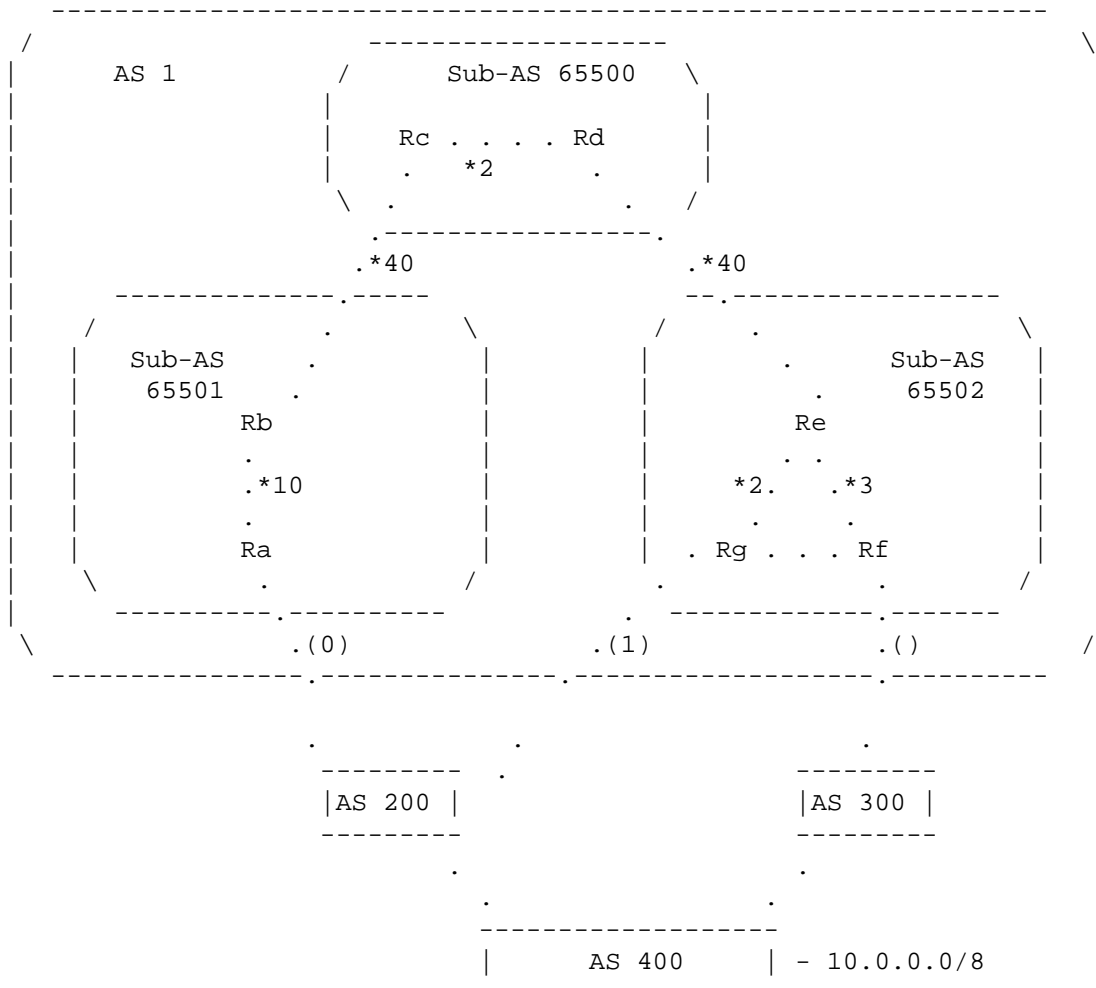 AS 1 Sub-AS 65500
Rc . . . . Rd
*2
*40 *40
Sub-AS Sub-AS
65501 65502
Rb Re
*10 *2 *3
Ra Rg . . . Rf
(0) (1) ()
AS 200 AS 300
AS 400 - 10.0.0.0/8